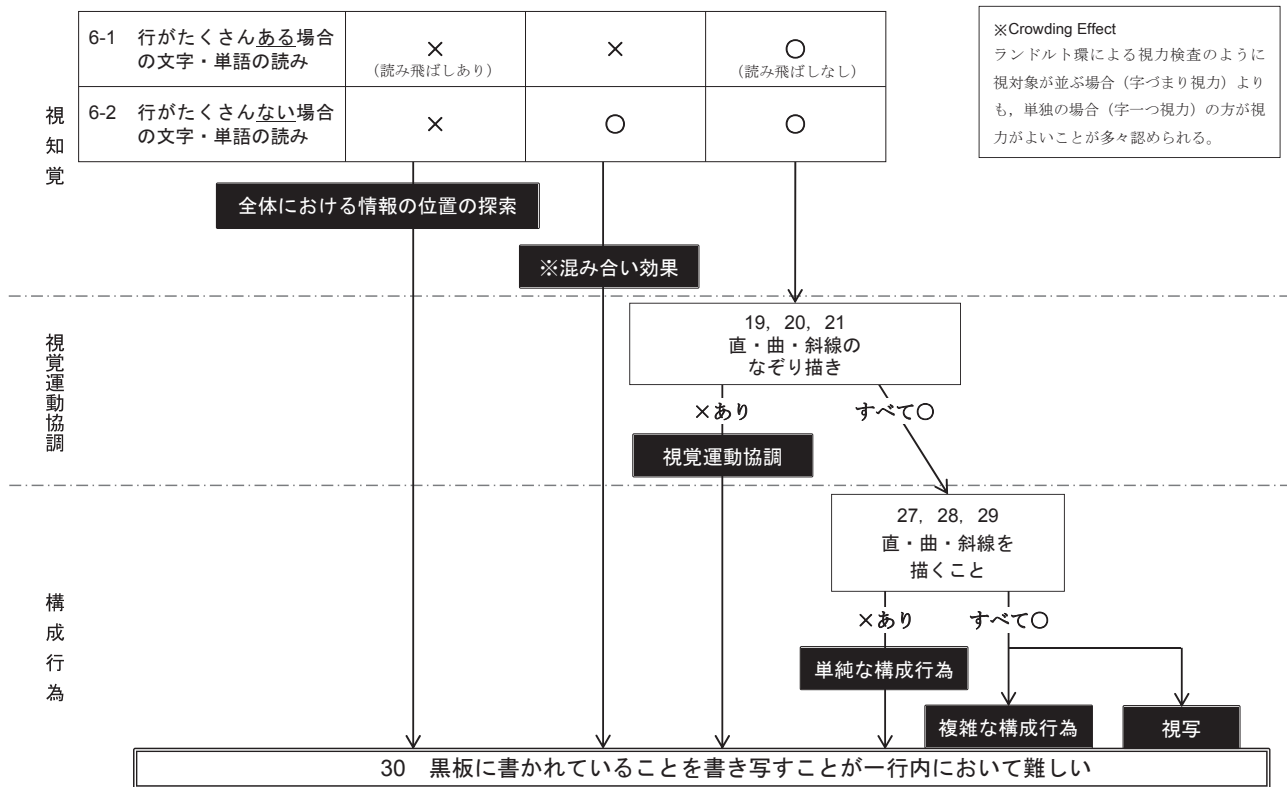 6-1 行がたくさんある場合
の文字・単語の読み
×
(読み飛ばしあり)
×
○
(読み飛ばしなし)
6-2 行がたくさんない場合
の文字・単語の読み
×
○
○
※Crowding Effect
ランドルト環による視力検査のように
視対象が並ぶ場合（字づまり視力）より
も，単独の場合（字一つ視力）の方が視
力がよいことが多々認められる。
視知覚
全体における情報の位置の探索
※混み合い効果
視覚運動協調
19，20，21
直・曲・斜線の
なぞり描き
×あり
すべて○
視覚運動協調
構成行為
27，28，29
直・曲・斜線を
描くこと
×あり
すべて○
単純な構成行為
複雑な構成行為
視写
30 黒板に書かれていることを書き写すことが一行内において難しい